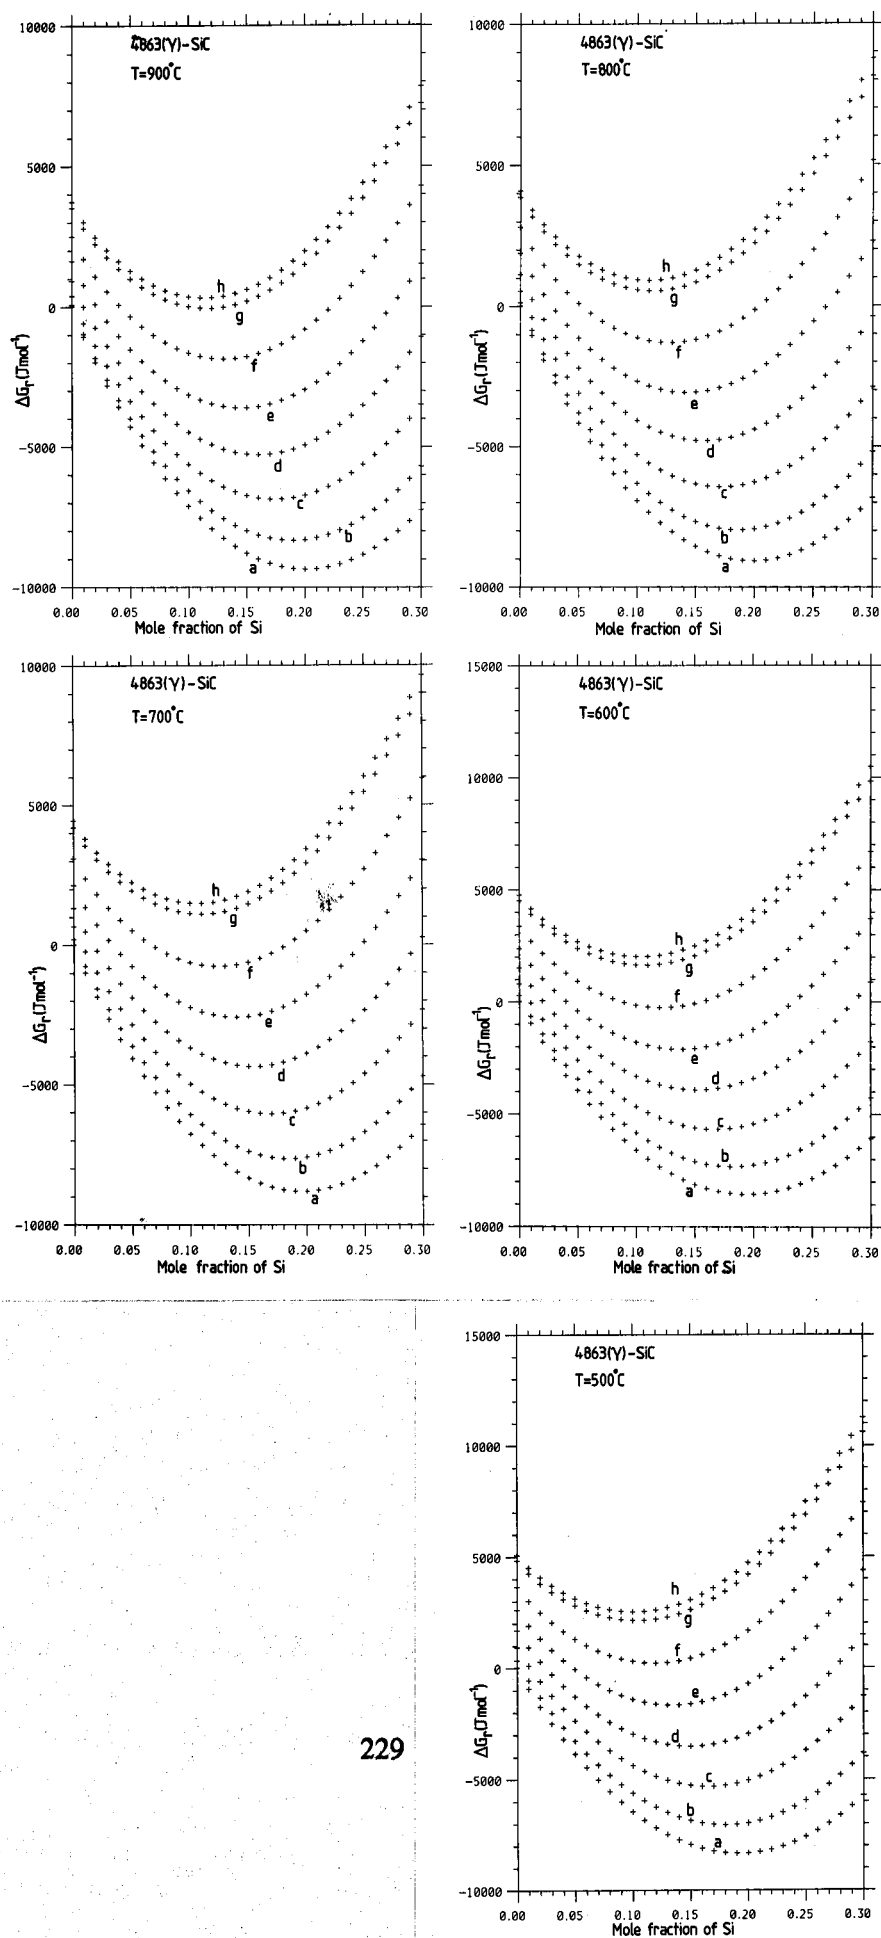 10000
4863(γ)-SiC
T=900°C
5000
0
-5000
-10000
ΔGr(Jmol⁻¹)
h
g
f
e
d
c
b
a
0.00 0.05 0.10 0.15 0.20 0.25 0.30
Mole fraction of Si
10000
4863(γ)-SiC
T=800°C
5000
0
-5000
-10000
ΔGr(Jmol⁻¹)
h
g
f
e
d
c
b
a
0.00 0.05 0.10 0.15 0.20 0.25 0.30
Mole fraction of Si
10000
4863(γ)-SiC
T=700°C
5000
0
-5000
-10000
ΔGr(Jmol⁻¹)
h
g
f
e
d
c
b
a
0.00 0.05 0.10 0.15 0.20 0.25 0.30
Mole fraction of Si
15000
4863(γ)-SiC
T=600°C
10000
5000
0
-5000
-10000
ΔGr(Jmol⁻¹)
h
g
f
e
d
c
b
a
0.00 0.05 0.10 0.15 0.20 0.25 0.30
Mole fraction of Si
15000
4863(γ)-SiC
T=500°C
10000
5000
0
-5000
-10000
ΔGr(Jmol⁻¹)
h
g
f
e
d
c
b
a
0.00 0.05 0.10 0.15 0.20 0.25 0.30
Mole fraction of Si
229